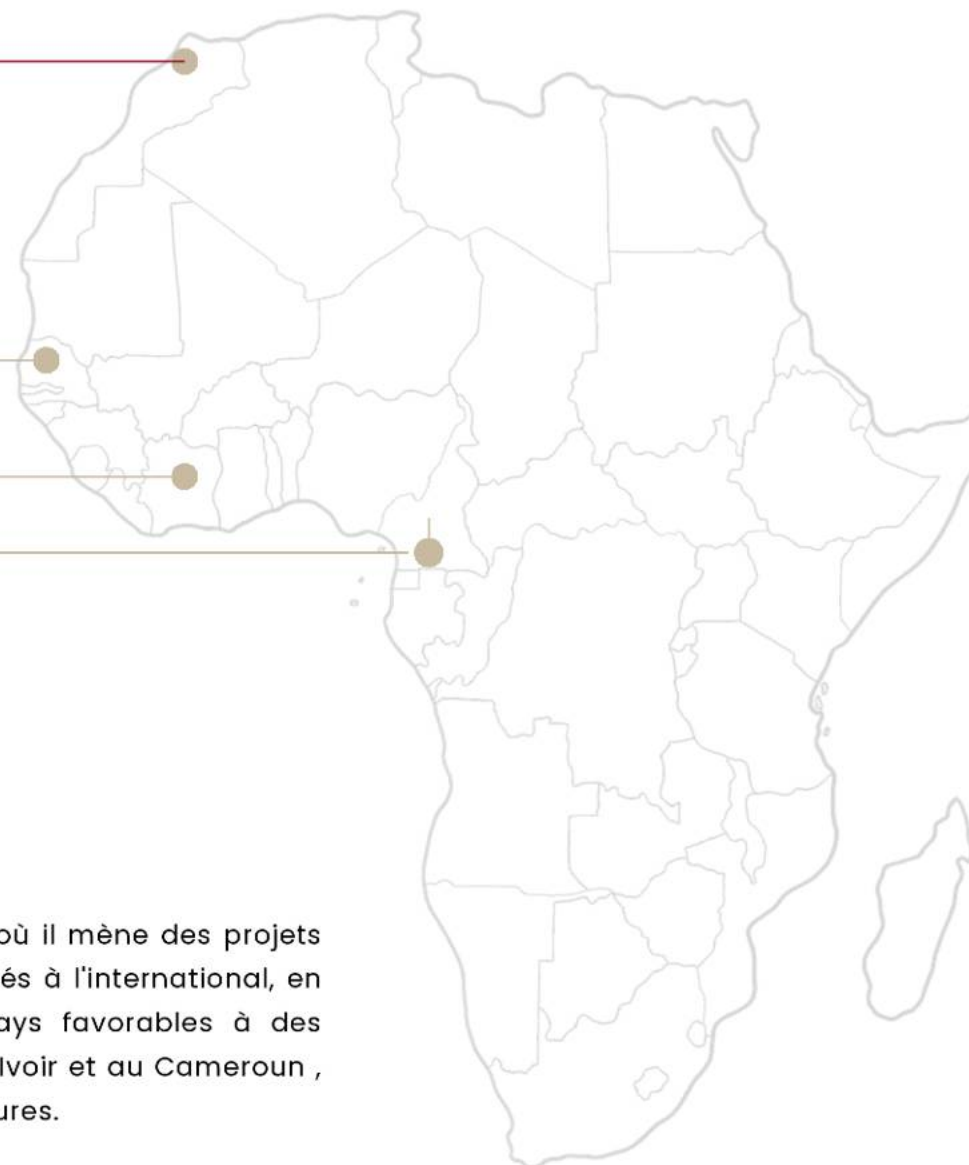 où il mène des projets
és à l'international, en
ays favorables à des
Ivoir et au Cameroun ,
ures.